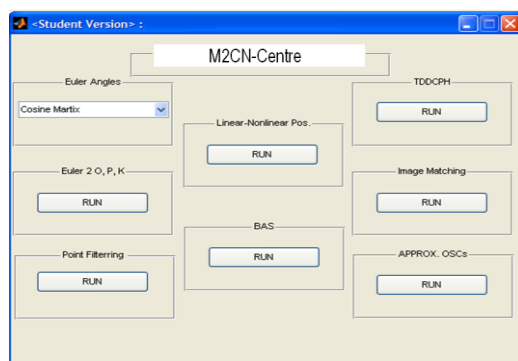 <Student Version> :
M2CN-Centre
Euler Angles
Cosine Martix
Euler 2 O, P, K
RUN
Point Filterring
RUN
Linear-Nonlinear Pos.
RUN
BAS
RUN
TDDCPH
RUN
Image Matching
RUN
APPROX. OSCs
RUN